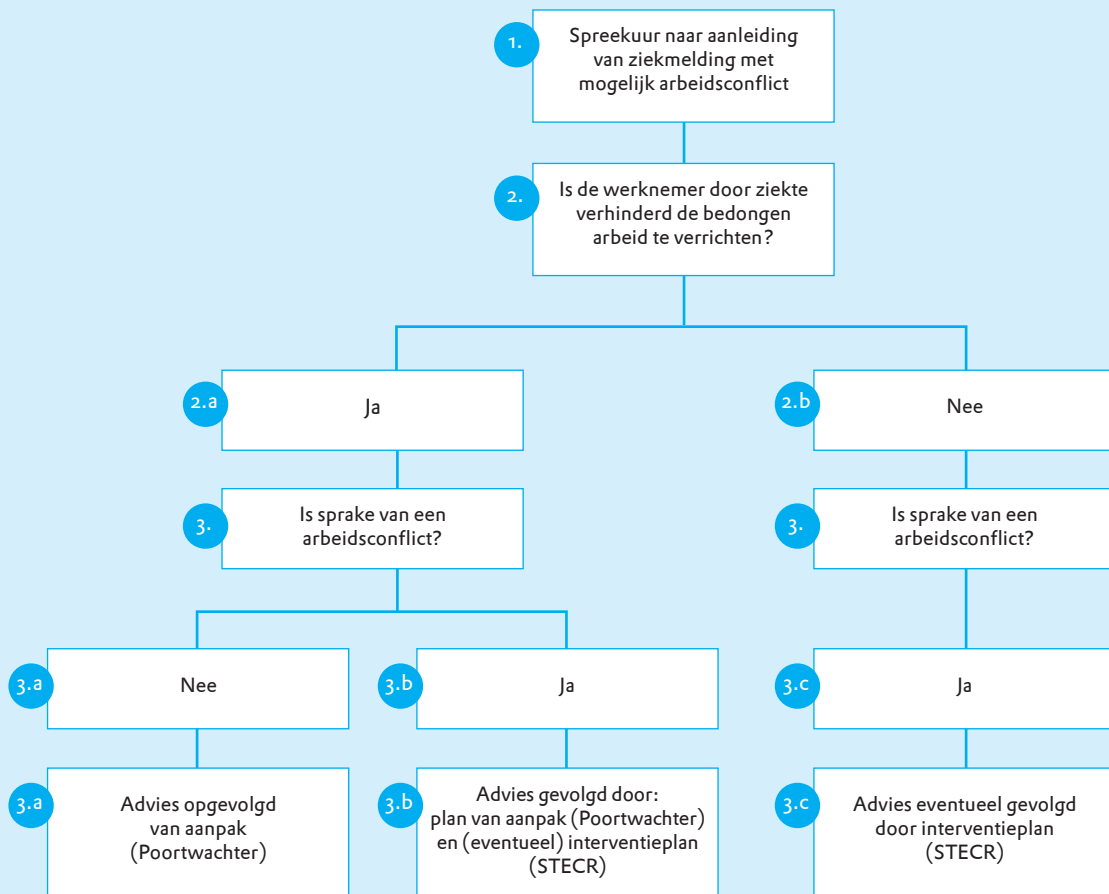 1.
Spreekuur naar aanleiding
van ziekmelding met
mogelijk arbeidsconflict
2.
Is de werknemer door ziekte
verhinderd de bedongen
arbeid te verrichten?
2.a
Ja
2.b
Nee
3.
Is sprake van een
arbeidsconflict?
3.
Is sprake van een
arbeidsconflict?
3.a
Nee
3.b
Ja
3.c
Ja
3.a
Advies opgevolgd
van aanpak
(Poortwachter)
3.b
Advies gevolgd door:
plan van aanpak (Poortwachter)
en (eventueel) interventieplan
(STECR)
3.c
Advies eventueel gevolgd
door interventieplan
(STECR)